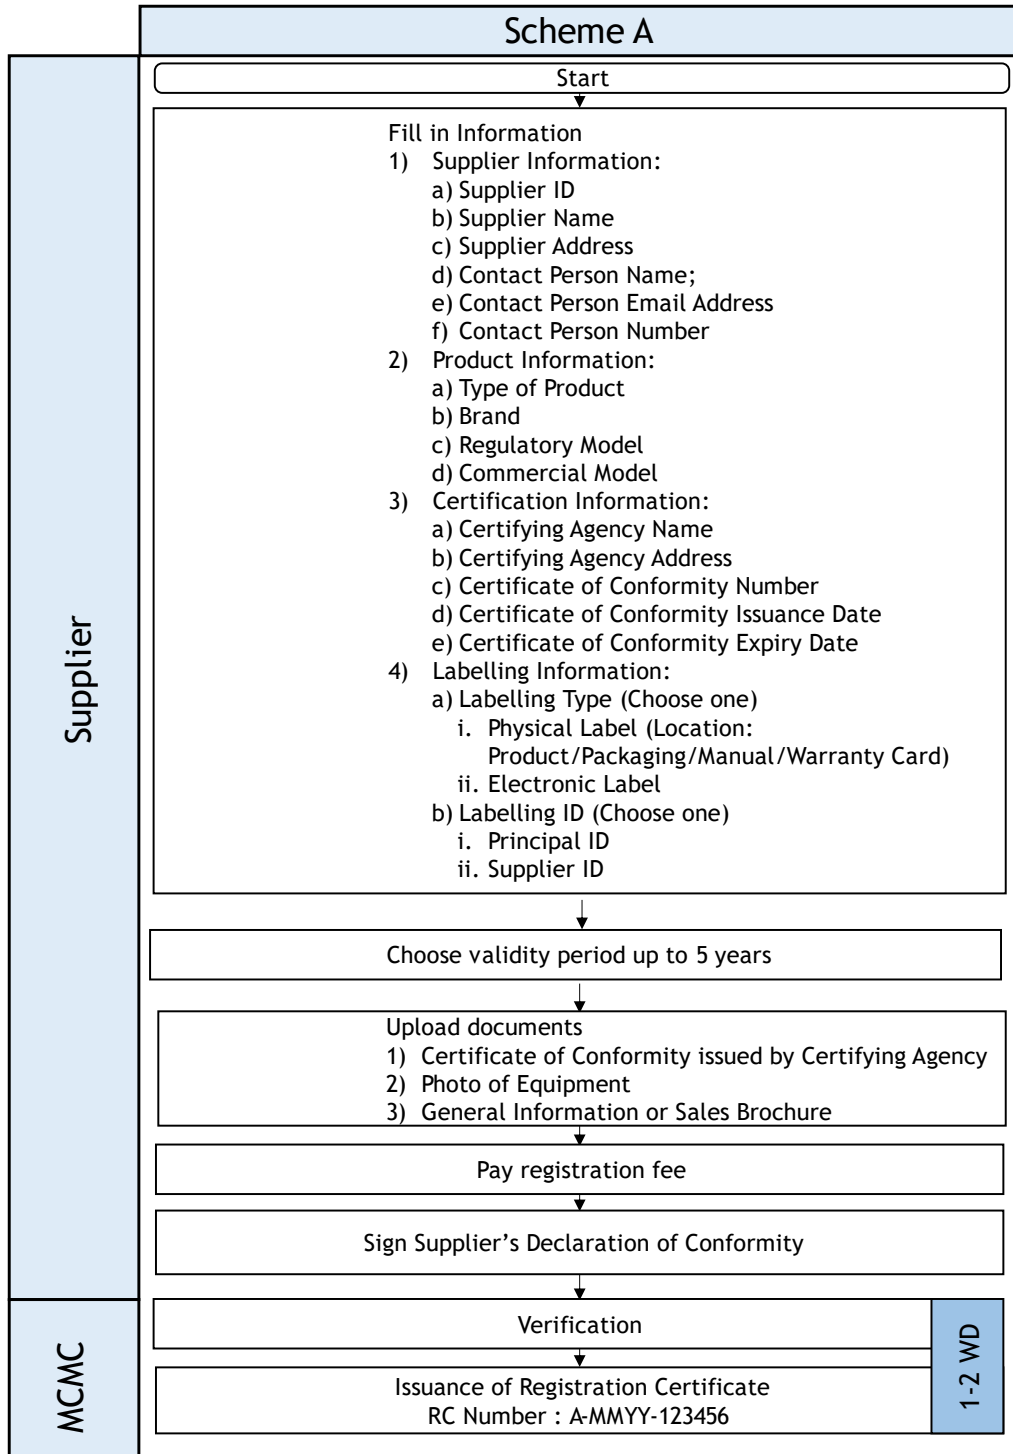 Scheme A
Supplier
Start
Fill in Information
1) Supplier Information:
a) Supplier ID
b) Supplier Name
c) Supplier Address
d) Contact Person Name;
e) Contact Person Email Address
f) Contact Person Number
2) Product Information:
a) Type of Product
b) Brand
c) Regulatory Model
d) Commercial Model
3) Certification Information:
a) Certifying Agency Name
b) Certifying Agency Address
c) Certificate of Conformity Number
d) Certificate of Conformity Issuance Date
e) Certificate of Conformity Expiry Date
4) Labelling Information:
a) Labelling Type (Choose one)
i. Physical Label (Location:
Product/Packaging/Manual/Warranty Card)
ii. Electronic Label
b) Labelling ID (Choose one)
i. Principal ID
ii. Supplier ID
Choose validity period up to 5 years
Upload documents
1) Certificate of Conformity issued by Certifying Agency
2) Photo of Equipment
3) General Information or Sales Brochure
Pay registration fee
Sign Supplier’s Declaration of Conformity
MCMC
Verification
Issuance of Registration Certificate
RC Number : A-MMYY-123456
1-2 WD